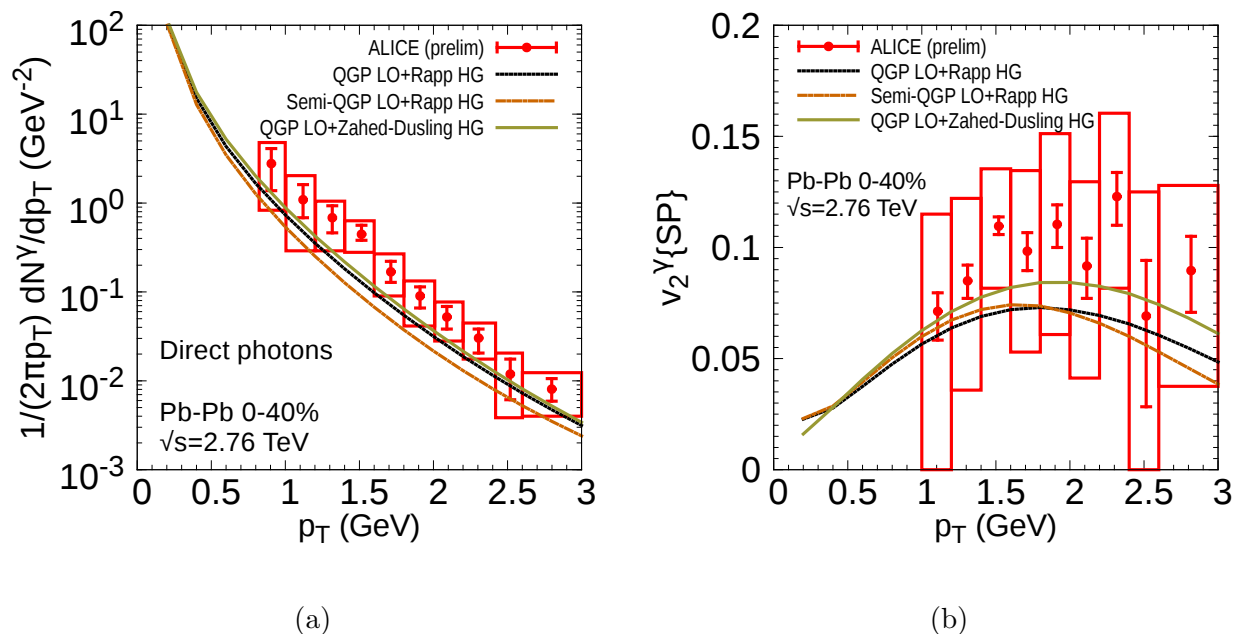 1/(2πp_T) dN^γ/dp_T (GeV^-2)
10^2
10^1
10^0
10^-1
10^-2
10^-3
ALICE (prelim)
QGP LO+Rapp HG
Semi-QGP LO+Rapp HG
QGP LO+Zahed-Dusling HG
Direct photons
Pb-Pb 0-40%
√s=2.76 TeV
0 0.5 1 1.5 2 2.5 3
p_T (GeV)
(a)
v_2^γ{SP}
0.2
0.15
0.1
0.05
0
ALICE (prelim)
QGP LO+Rapp HG
Semi-QGP LO+Rapp HG
QGP LO+Zahed-Dusling HG
Pb-Pb 0-40%
√s=2.76 TeV
0 0.5 1 1.5 2 2.5 3
p_T (GeV)
(b)